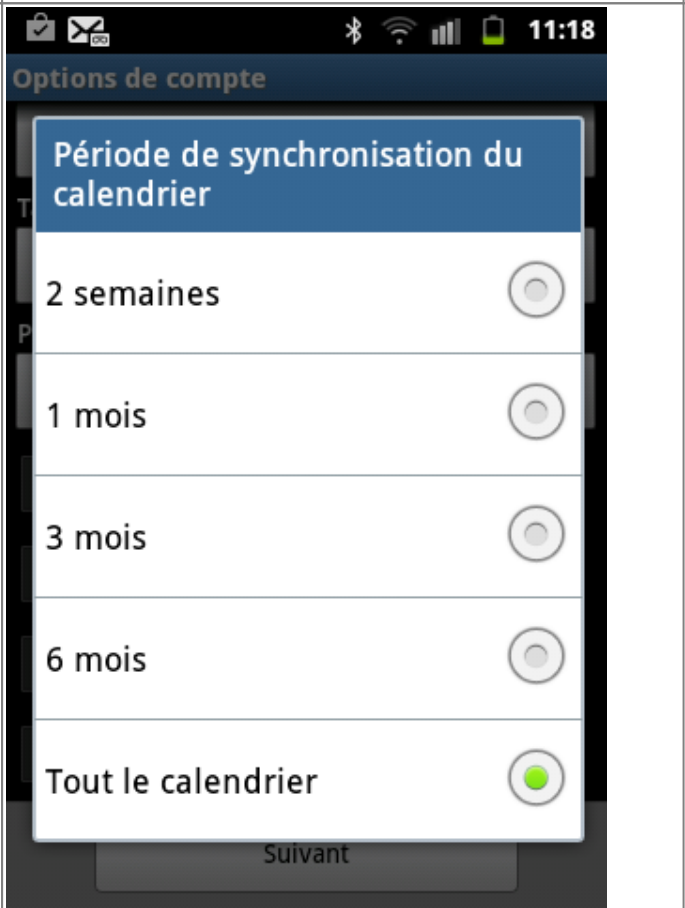 11:18
Options de compte
Période de synchronisation du
calendrier
T
2 semaines
P
1 mois
3 mois
6 mois
Tout le calendrier
Suivant